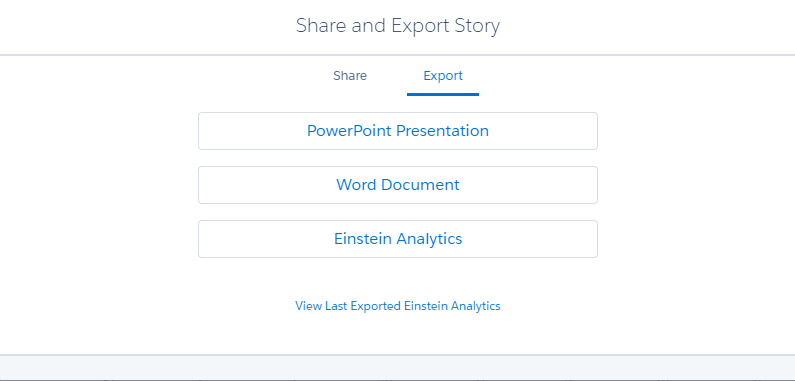 Share and Export Story
Share
Export
PowerPoint Presentation
Word Document
Einstein Analytics
View Last Exported Einstein Analytics